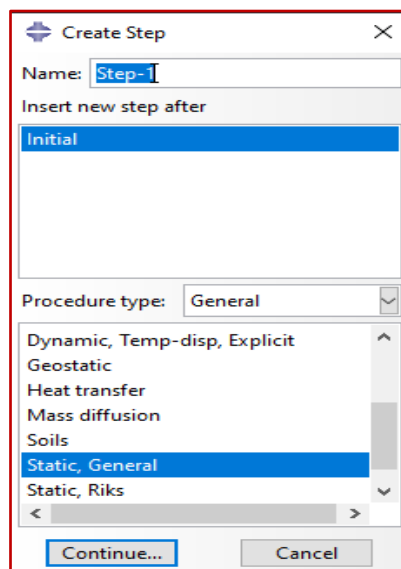 Create Step
Name: Step-1
Insert new step after
Initial
Procedure type: General
Dynamic, Temp-disp, Explicit
Geostatic
Heat transfer
Mass diffusion
Soils
Static, General
Static, Riks
Continue... Cancel